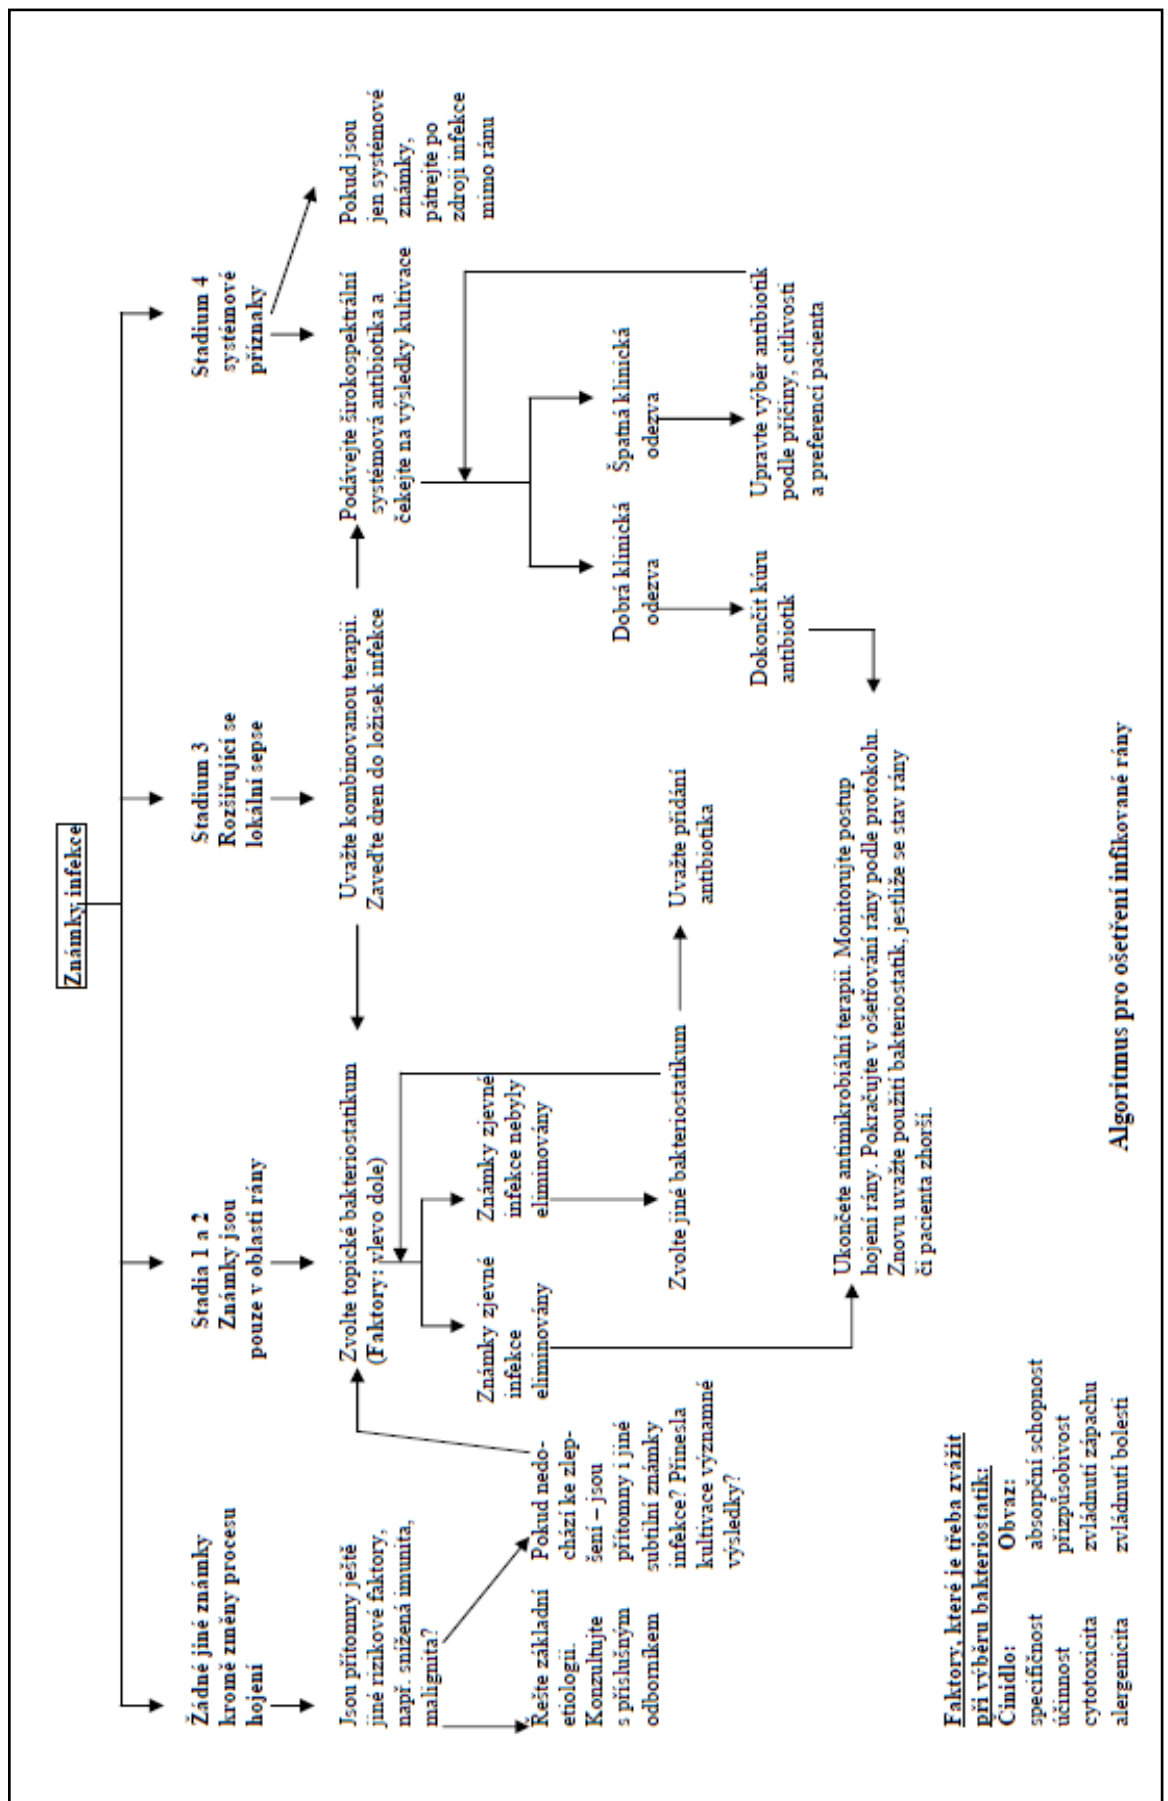 Známky infekce
Žádné jiné známky
kromě změny procesu
hojení
Stadia 1 a 2
Známky jsou
pouze v oblasti rány
Stadium 3
Rozšiřující se
lokální sepse
Stadium 4
systémové
příznaky
Jsou přítomny ještě
jiné rizikové faktory,
např. snížená imunita,
malignita?
Zvolte topické bakteriostatikum
(Faktory: vlevo dole)
Uvažte kombinovanou terapii.
Zaveďte dren do ložisek infekce
Podávejte širokospektrální
systémová antibiotika a
čekejte na výsledky kultivace
Pokud jsou
jen systémové
známky,
pátrejte po
zdroji infekce
mimo ránu
Řešte základní
etiologii.
Konzultujte
s příslušným
odborníkem
Pokud nedo-
chází ke zlep-
šení – jsou
přítomny i jiné
subtilní známky
infekce? Přinesla
kultivace významné
výsledky?
Známky zjevné
infekce
eliminovány
Známky zjevné
infekce nebyly
eliminovány
Dobrá klinická
odezva
Špatná klinická
odezva
Zvolte jiné bakteriostatikum
Uvažte přidání
antibiotika
Dokončit kúru
antibiotik
Upravte výběr antibiotik
podle příčiny, citlivosti
a preferencí pacienta
Ukončete antimikrobiální terapii. Monitorujte postup
hojení rány. Pokračujte v ošetřování rány podle protokolu.
Znovu uvažte použití bakteriostatik, jestliže se stav rány
či pacienta zhorší.
Faktory, které je třeba zvážit
při výběru bakteriostatik:
Činidlo: Obvaz:
specifičnost absorpční schopnost
účinnost přizpůsobivost
cytotoxicita zvládnutí zápachu
alergenicita zvládnutí bolesti
Algoritmus pro ošetření infikované rány